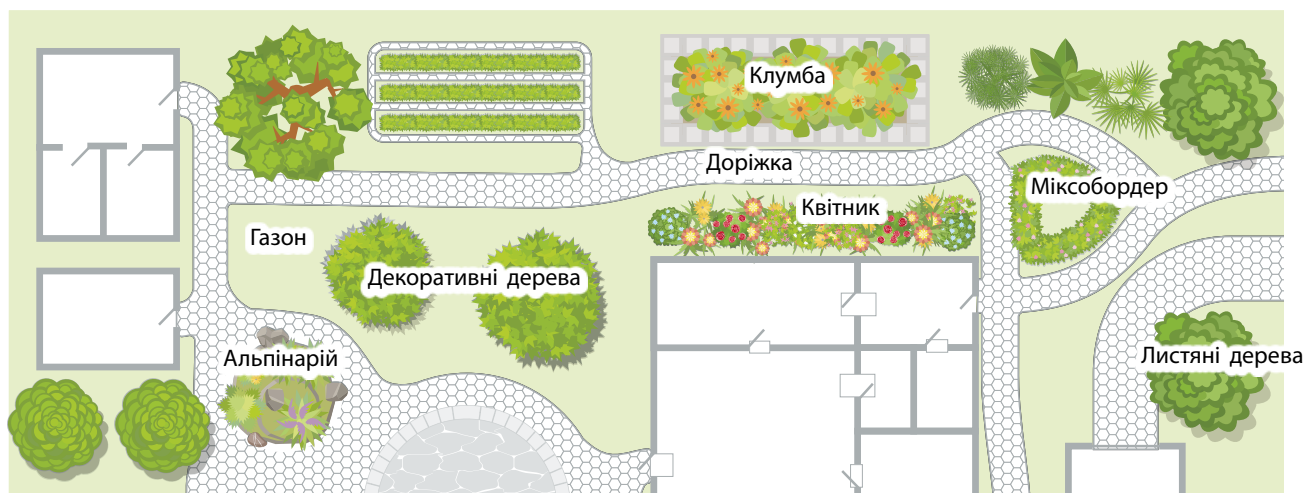 Клумба
Доріжка
Міксобордер
Квітник
Газон
Декоративні дерева
Альпінарій
Листяні дерева